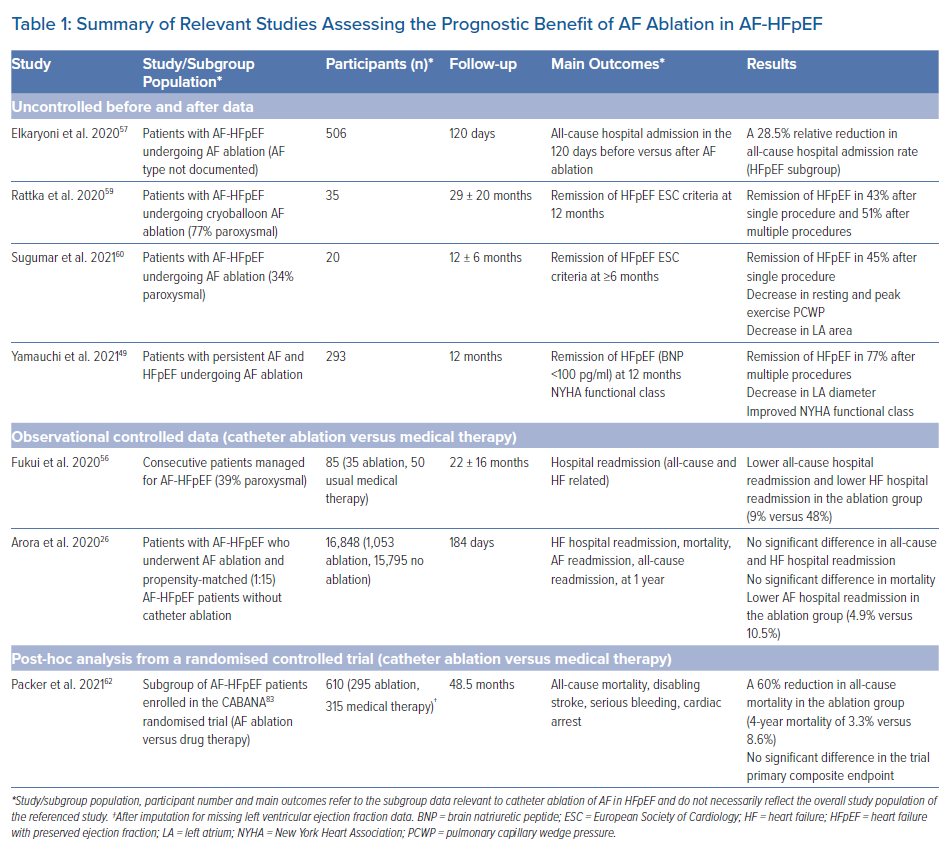 Table 1: Summary of Relevant Studies Assessing the Prognostic Benefit of AF Ablation in AF-HFpEF
Study
Study/Subgroup
Population*
Participants (n)*
Follow-up
Main Outcomes*
Results
Uncontrolled before and after data
Elkaryoni et al. 202057
Patients with AF-HFpEF
undergoing AF ablation (AF
type not documented)
506
120 days
All-cause hospital admission in the
120 days before versus after AF
ablation
A 28.5% relative reduction in
all-cause hospital admission rate
(HFpEF subgroup)
Rattka et al. 202059
Patients with AF-HFpEF
undergoing cryoballoon AF
ablation (77% paroxysmal)
35
29 ± 20 months
Remission of HFpEF ESC criteria at
12 months
Remission of HFpEF in 43% after
single procedure and 51% after
multiple procedures
Sugumar et al. 202160
Patients with AF-HFpEF
undergoing AF ablation (34%
paroxysmal)
20
12 ± 6 months
Remission of HFpEF ESC
criteria at ≥6 months
Remission of HFpEF in 45% after
single procedure
Decrease in resting and peak
exercise PCWP
Decrease in LA area
Yamauchi et al. 202149
Patients with persistent AF and
HFpEF undergoing AF ablation
293
12 months
Remission of HFpEF (BNP
<100 pg/ml) at 12 months
NYHA functional class
Remission of HFpEF in 77% after
multiple procedures
Decrease in LA diameter
Improved NYHA functional class
Observational controlled data (catheter ablation versus medical therapy)
Fukui et al. 202056
Consecutive patients managed
for AF-HFpEF (39% paroxysmal)
85 (35 ablation, 50
usual medical
therapy)
22 ± 16 months
Hospital readmission (all-cause and
HF related)
Lower all-cause hospital
readmission and lower HF hospital
readmission in the ablation group
(9% versus 48%)
Arora et al. 202026
Patients with AF-HFpEF who
underwent AF ablation and
propensity-matched (1:15)
AF-HFpEF patients without
catheter ablation
16,848 (1,053
ablation, 15,795 no
ablation)
184 days
HF hospital readmission, mortality,
AF readmission, all-cause
readmission, at 1 year
No significant difference in all-cause
and HF hospital readmission
No significant difference in mortality
Lower AF hospital readmission in
the ablation group (4.9% versus
10.5%)
Post-hoc analysis from a randomised controlled trial (catheter ablation versus medical therapy)
Packer et al. 202162
Subgroup of AF-HFpEF patients
enrolled in the CABANA83
randomised trial (AF ablation
versus drug therapy)
610 (295 ablation,
315 medical therapy)†
48.5 months
All-cause mortality, disabling
stroke, serious bleeding, cardiac
arrest
A 60% reduction in all-cause
mortality in the ablation group
(4-year mortality of 3.3% versus
8.6%)
No significant difference in the trial
primary composite endpoint
*Study/subgroup population, participant number and main outcomes refer to the subgroup data relevant to catheter ablation of AF in HFpEF and do not necessarily reflect the overall study population of
the referenced study. †After imputation for missing left ventricular ejection fraction data. BNP = brain natriuretic peptide; ESC = European Society of Cardiology; HF = heart failure; HFpEF = heart failure
with preserved ejection fraction; LA = left atrium; NYHA = New York Heart Association; PCWP = pulmonary capillary wedge pressure.